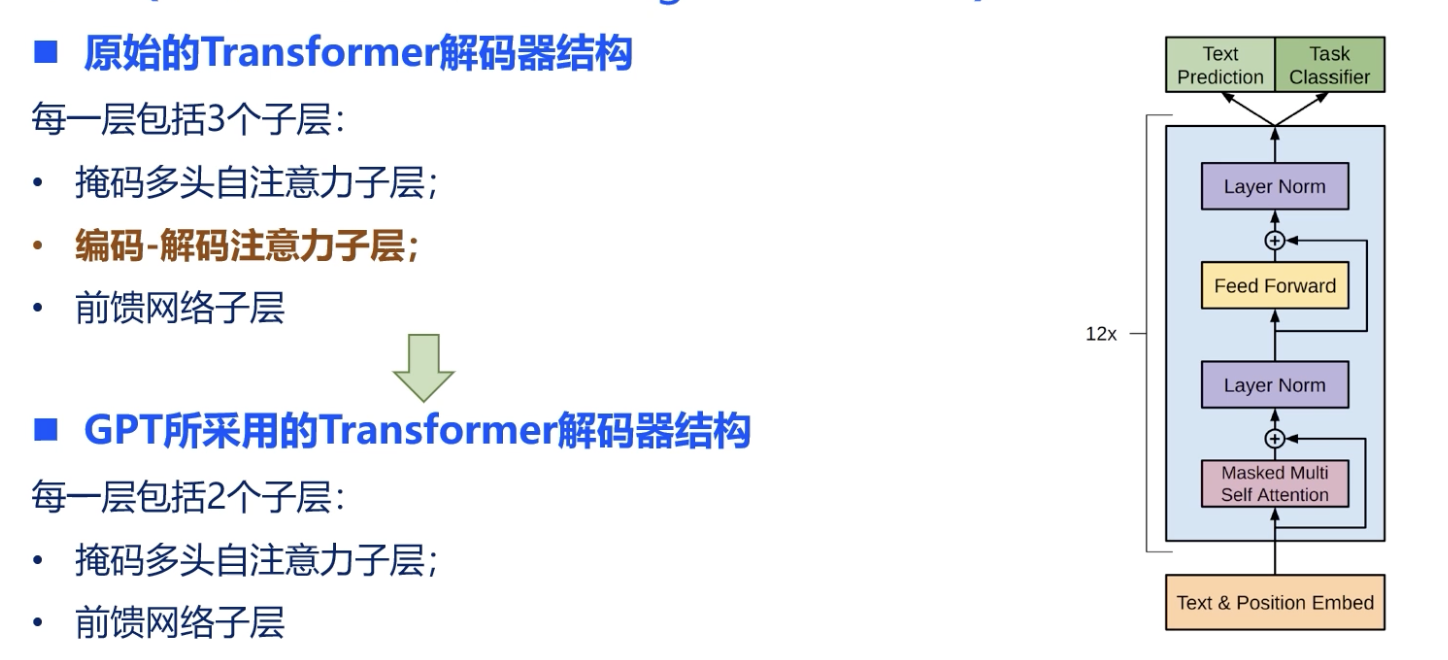 ■ 原始的Transformer解码器结构
每一层包括3个子层：
• 掩码多头自注意力子层；
• 编码-解码注意力子层；
• 前馈网络子层
■ GPT所采用的Transformer解码器结构
每一层包括2个子层：
• 掩码多头自注意力子层；
• 前馈网络子层
Text
Prediction
Task
Classifier
Layer Norm
Feed Forward
12x
Layer Norm
Masked Multi
Self Attention
Text & Position Embed